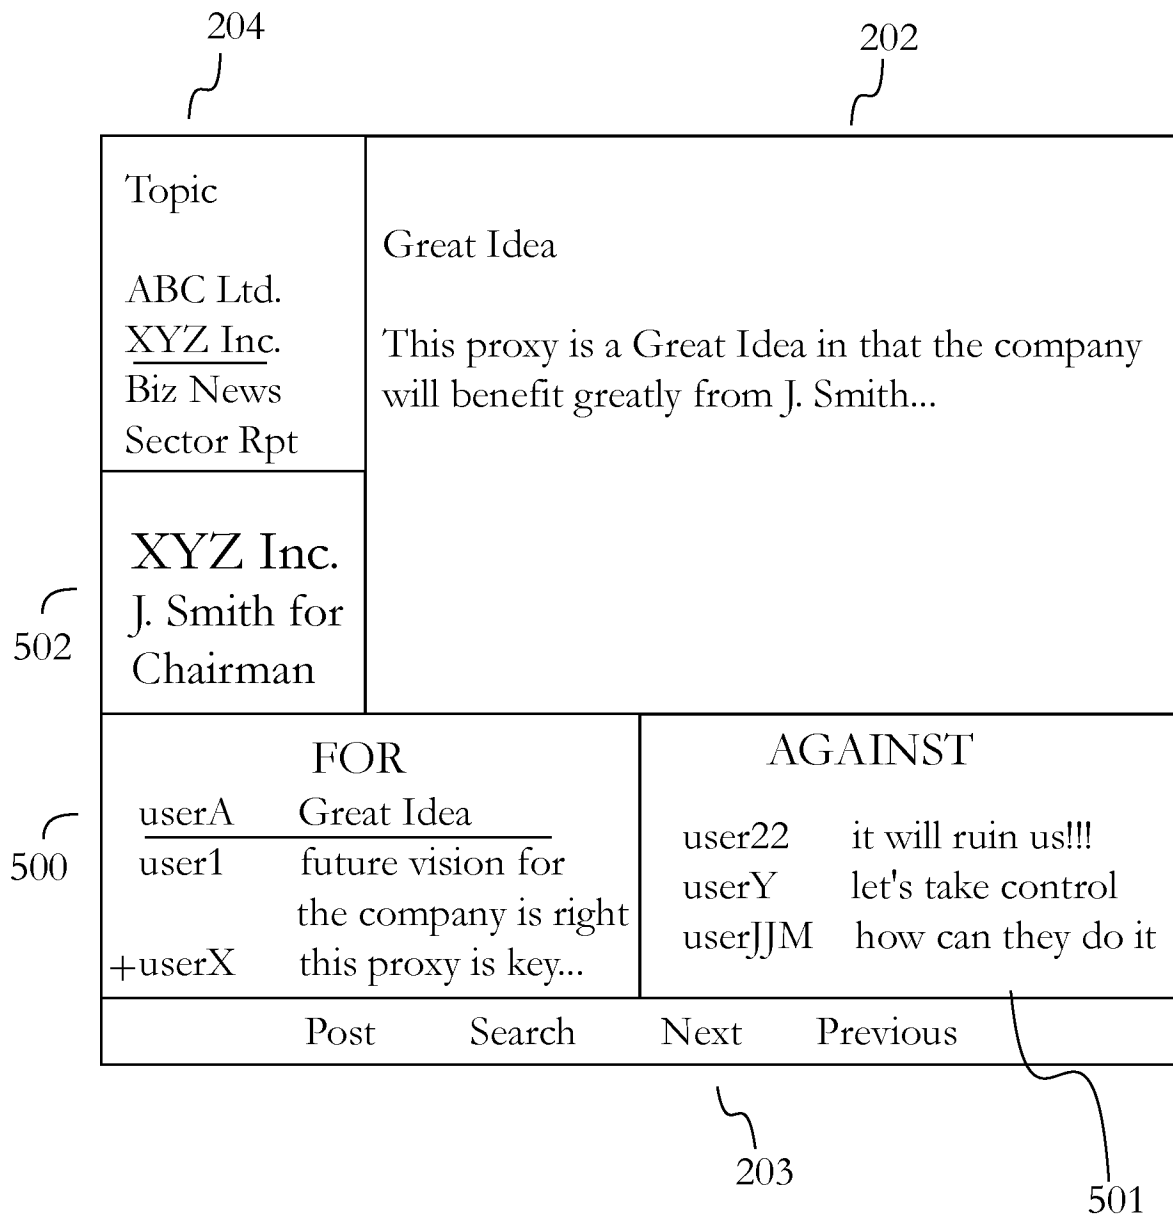 204
202
Topic
ABC Ltd.
XYZ Inc.
Biz News
Sector Rpt
Great Idea
This proxy is a Great Idea in that the company
will benefit greatly from J. Smith...
XYZ Inc.
J. Smith for
Chairman
502
FOR
userA Great Idea
user1 future vision for
the company is right
+userX this proxy is key...
500
AGAINST
user22 it will ruin us!!!
userY let's take control
userJJM how can they do it
Post Search Next Previous
203
501